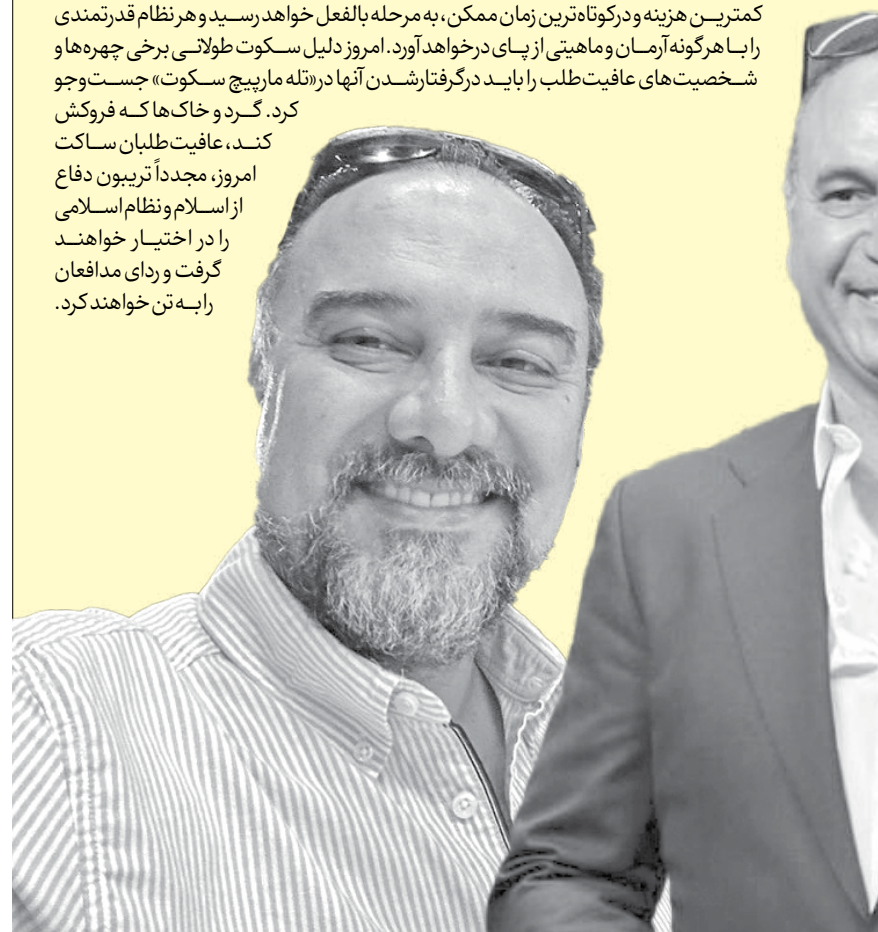 کمترین هزینه و در کوتاه‌ترین زمان ممکن، به مرحله بالفعل خواهد رسید و هر نظام قدرتمندی
را با هرگونه آرمان و ماهیتی از پای درخواهد آورد. امروز دلیل سکوت طولانی برخی چهره‌ها و
شخصیت‌های عافیت‌طلب را باید در گرفتار شدن آنها در «تله مارپیچ سکوت» جست‌وجو
کرد. گرد و خاک‌ها که فروکش
کند، عافیت‌طلبان ساکت
امروز، مجدداً تریبون دفاع
از اسلام و نظام اسلامی
را در اختیار خواهند
گرفت و ردای مدافعان
را به تن خواهند کرد.